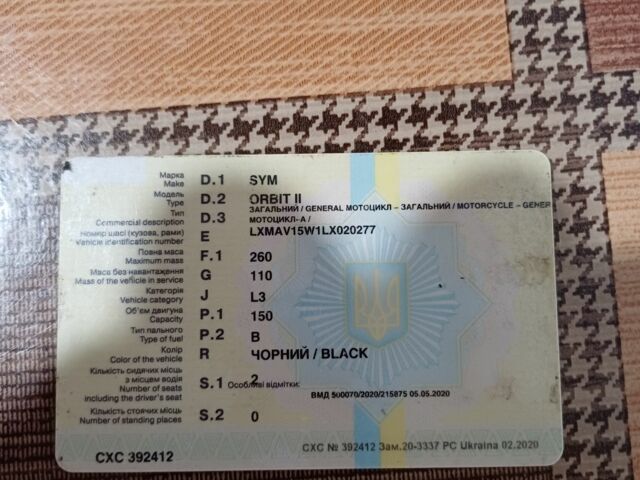 Марка
Make D.1 SYM
Модель
Type D.2 ORBIT II
Тип
Commercial description D.3 ЗАГАЛЬНИЙ / GENERAL МОТОЦИКЛ – ЗАГАЛЬНИЙ / MOTORCYCLE – GENER
МОТОЦИКЛ-А /
Номер шасі (кузова, рами)
Vehicle identification number E LXMAV15W1LX020277
Повна маса
Maximum mass F.1 260
Маса без навантаження
Mass of the vehicle in service G 110
Категорія
Vehicle category J L3
Об'єм двигуна
Capacity P.1 150
Тип пального
Type of fuel P.2 B
Колір
Color of the vehicle R ЧОРНИЙ / BLACK
Кількість сидячих місць
з місцем водія
Number of seats
including the driver's seat S.1 2
Особливі відмітки:
ВМД 500070/2020/215875 05.05.2020
Кількість стоячих місць
Number of standing places S.2 0
СХС 392412
СХС № 392412 Зам.20-3337 РС Ukraina 02.2020